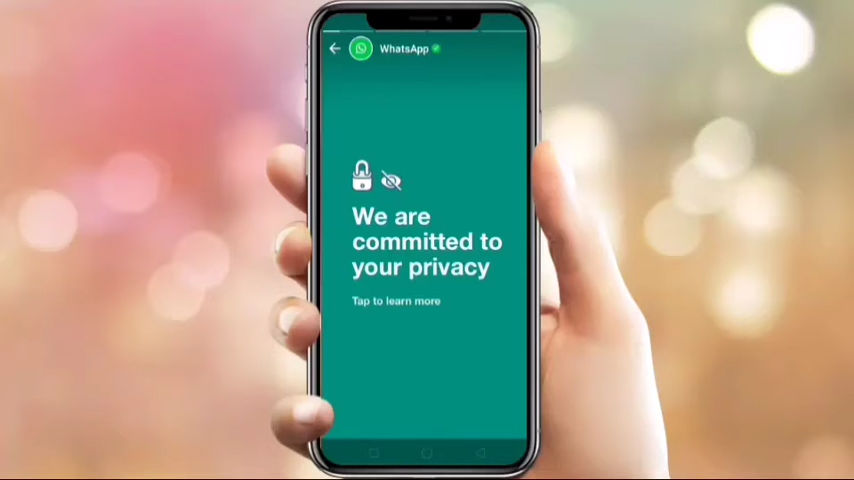 WhatsApp
We are
committed to
your privacy
Tap to learn more